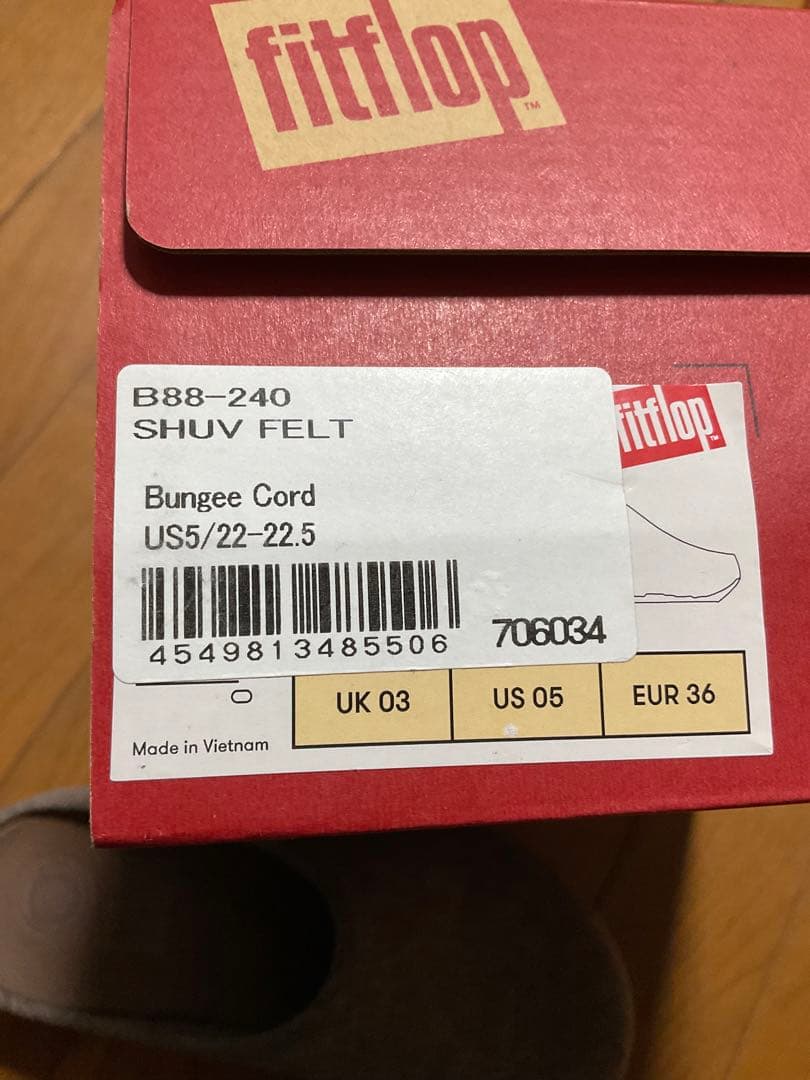 fitflop™
B88-240
SHUV FELT
fitflop™
Bungee Cord
US5/22-22.5
4549813485506
706034
0
UK 03
US 05
EUR 36
Made in Vietnam